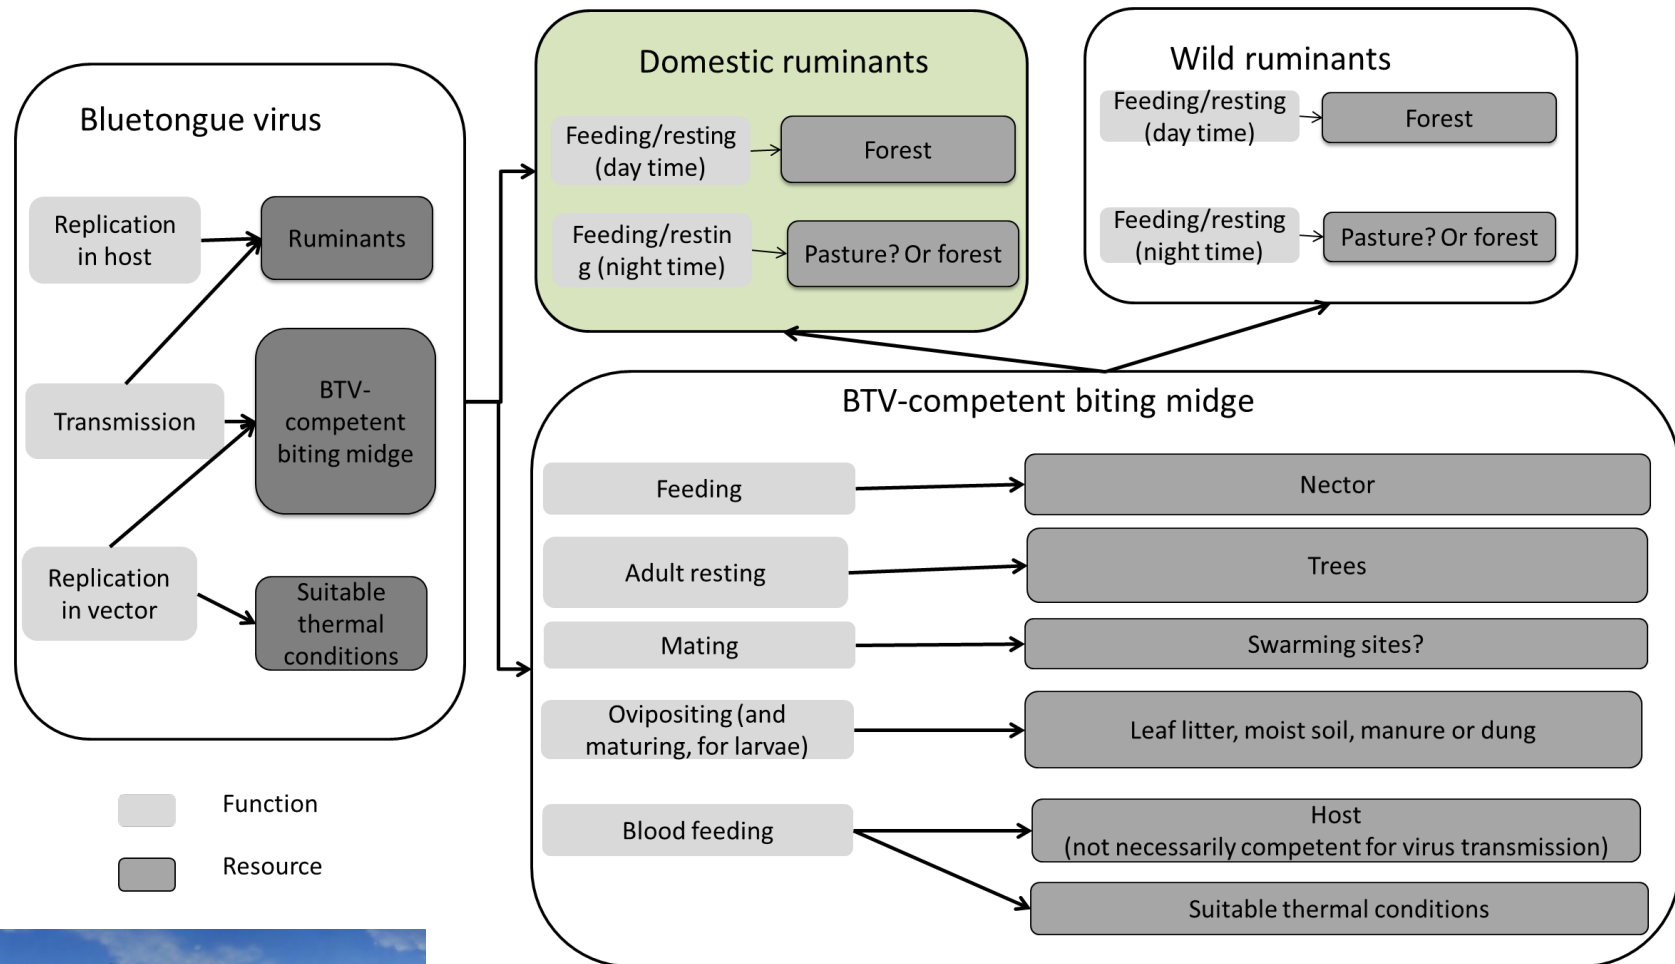 Bluetongue virus
Replication
in host
Ruminants
Transmission
BTV-
competent
biting midge
Replication
in vector
Suitable
thermal
conditions
Function
Resource
Domestic ruminants
Feeding/resting
(day time)
Forest
Feeding/restin
g (night time)
Pasture? Or forest
Wild ruminants
Feeding/resting
(day time)
Forest
Feeding/resting
(night time)
Pasture? Or forest
BTV-competent biting midge
Feeding
Nector
Adult resting
Trees
Mating
Swarming sites?
Ovipositing (and
maturing, for larvae)
Leaf litter, moist soil, manure or dung
Blood feeding
Host
(not necessarily competent for virus transmission)
Suitable thermal conditions